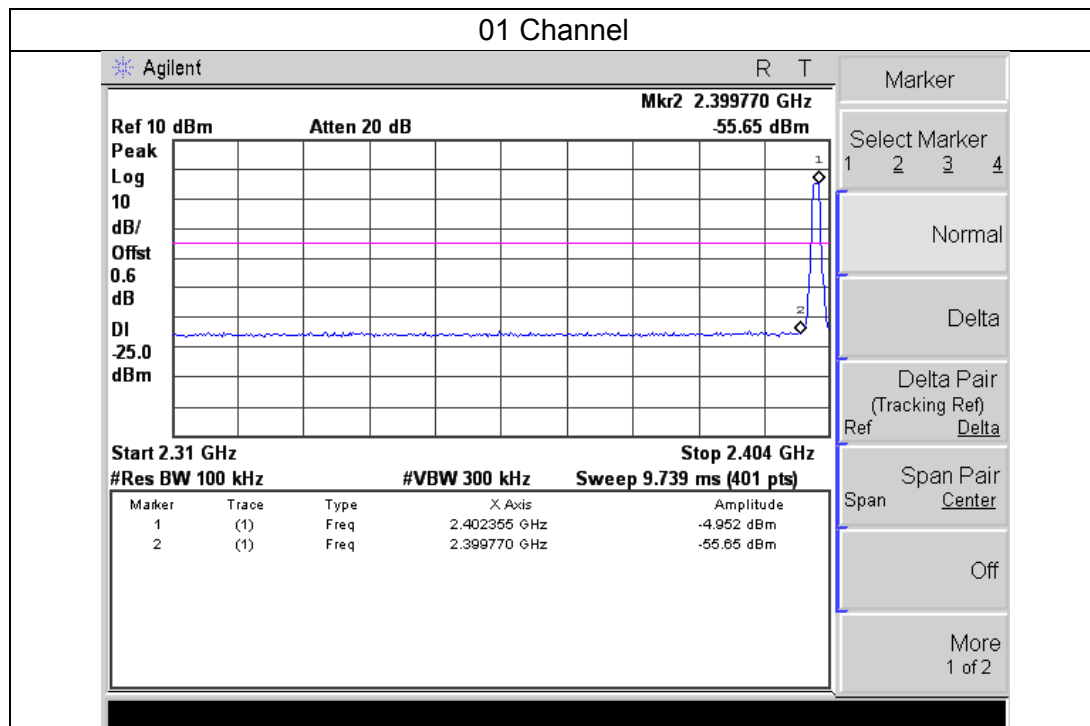 01 Channel
Agilent R T
Mkr2 2.399770 GHz
Ref 10 dBm Atten 20 dB -55.65 dBm
Peak
Log
10
dB/
Offst
0.6
dB
DI
-25.0
dBm
1
2
Start 2.31 GHz Stop 2.404 GHz
#Res BW 100 kHz #VBW 300 kHz Sweep 9.739 ms (401 pts)
Marker Trace Type X Axis Amplitude
1 (1) Freq 2.402355 GHz -4.952 dBm
2 (1) Freq 2.399770 GHz -55.65 dBm
Marker
Select Marker
1 2 3 4
Normal
Delta
Delta Pair
(Tracking Ref)
Ref Delta
Span Pair
Span Center
Off
More
1 of 2